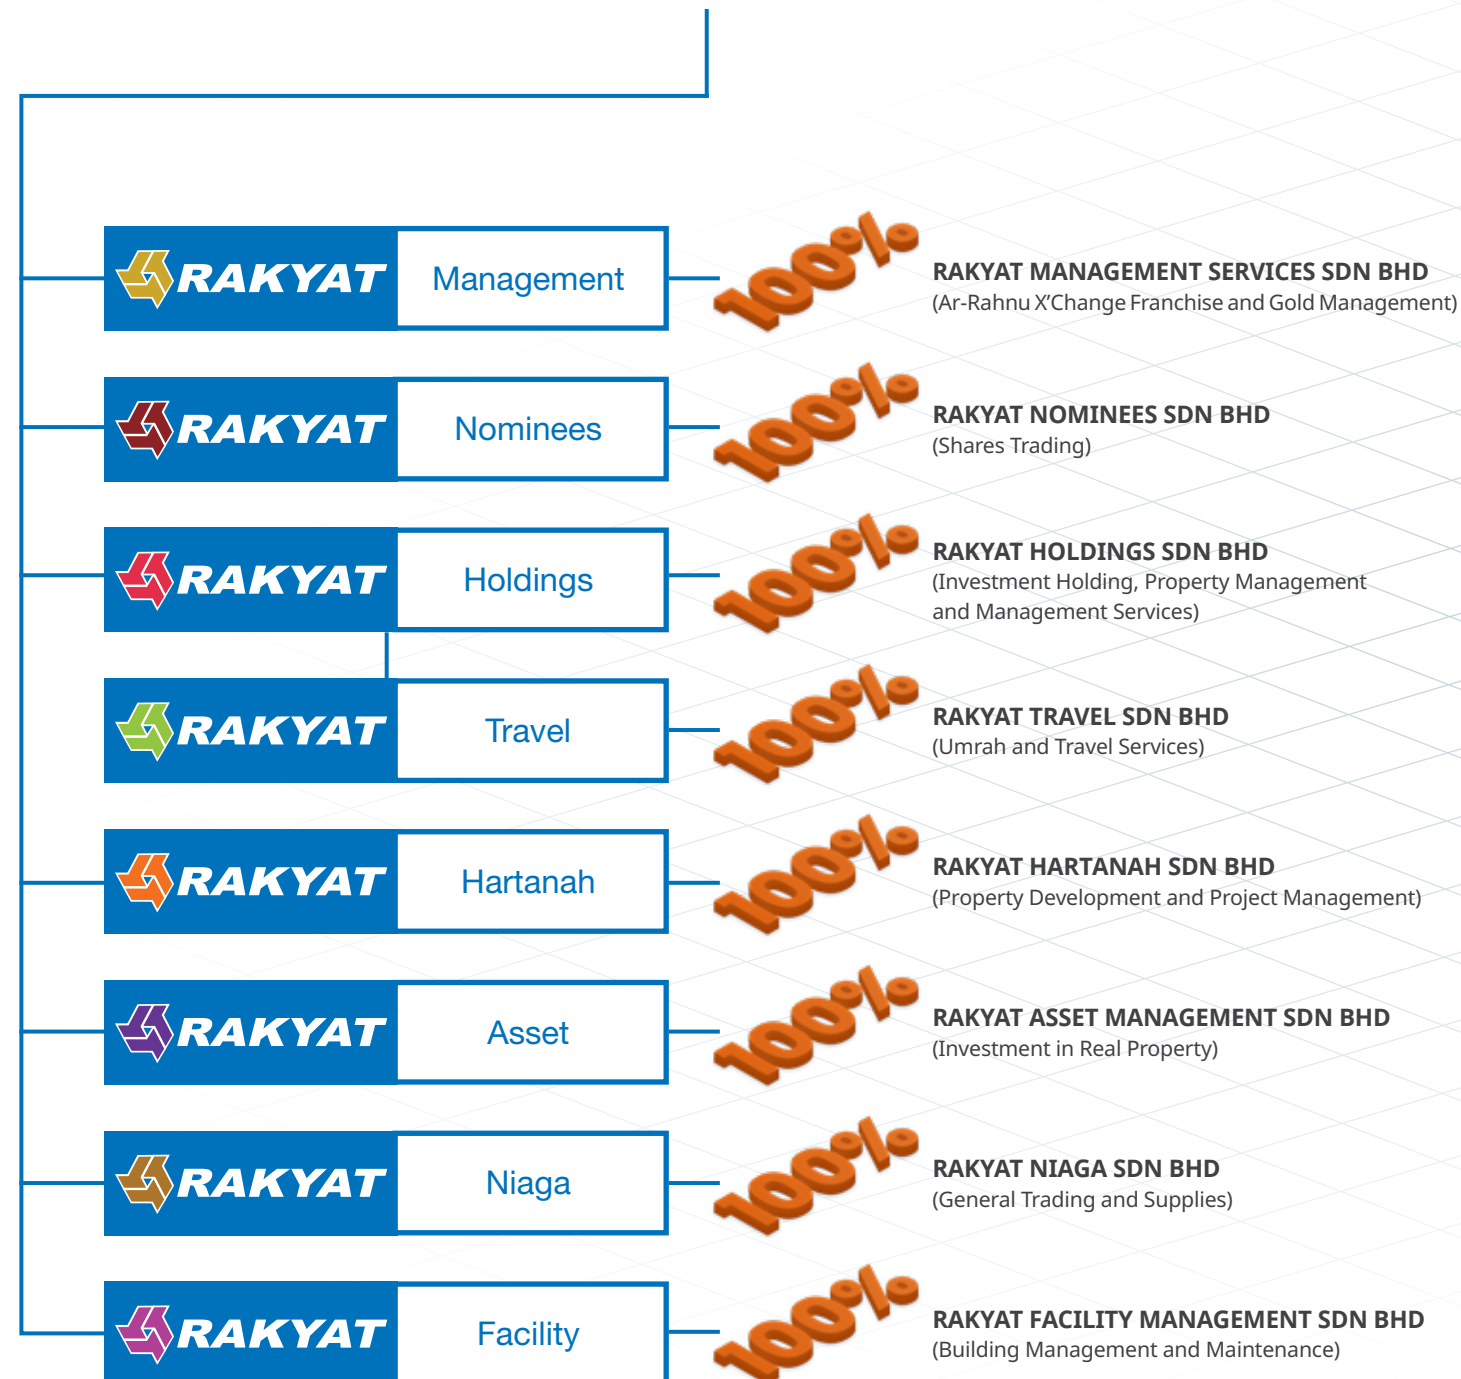 RAKYAT Management 100% RAKYAT MANAGEMENT SERVICES SDN BHD
(Ar-Rahnu X'Change Franchise and Gold Management)
RAKYAT Nominees 100% RAKYAT NOMINEES SDN BHD
(Shares Trading)
RAKYAT Holdings 100% RAKYAT HOLDINGS SDN BHD
(Investment Holding, Property Management
and Management Services)
RAKYAT Travel 100% RAKYAT TRAVEL SDN BHD
(Umrah and Travel Services)
RAKYAT Hartanah 100% RAKYAT HARTANAH SDN BHD
(Property Development and Project Management)
RAKYAT Asset 100% RAKYAT ASSET MANAGEMENT SDN BHD
(Investment in Real Property)
RAKYAT Niaga 100% RAKYAT NIAGA SDN BHD
(General Trading and Supplies)
RAKYAT Facility 100% RAKYAT FACILITY MANAGEMENT SDN BHD
(Building Management and Maintenance)